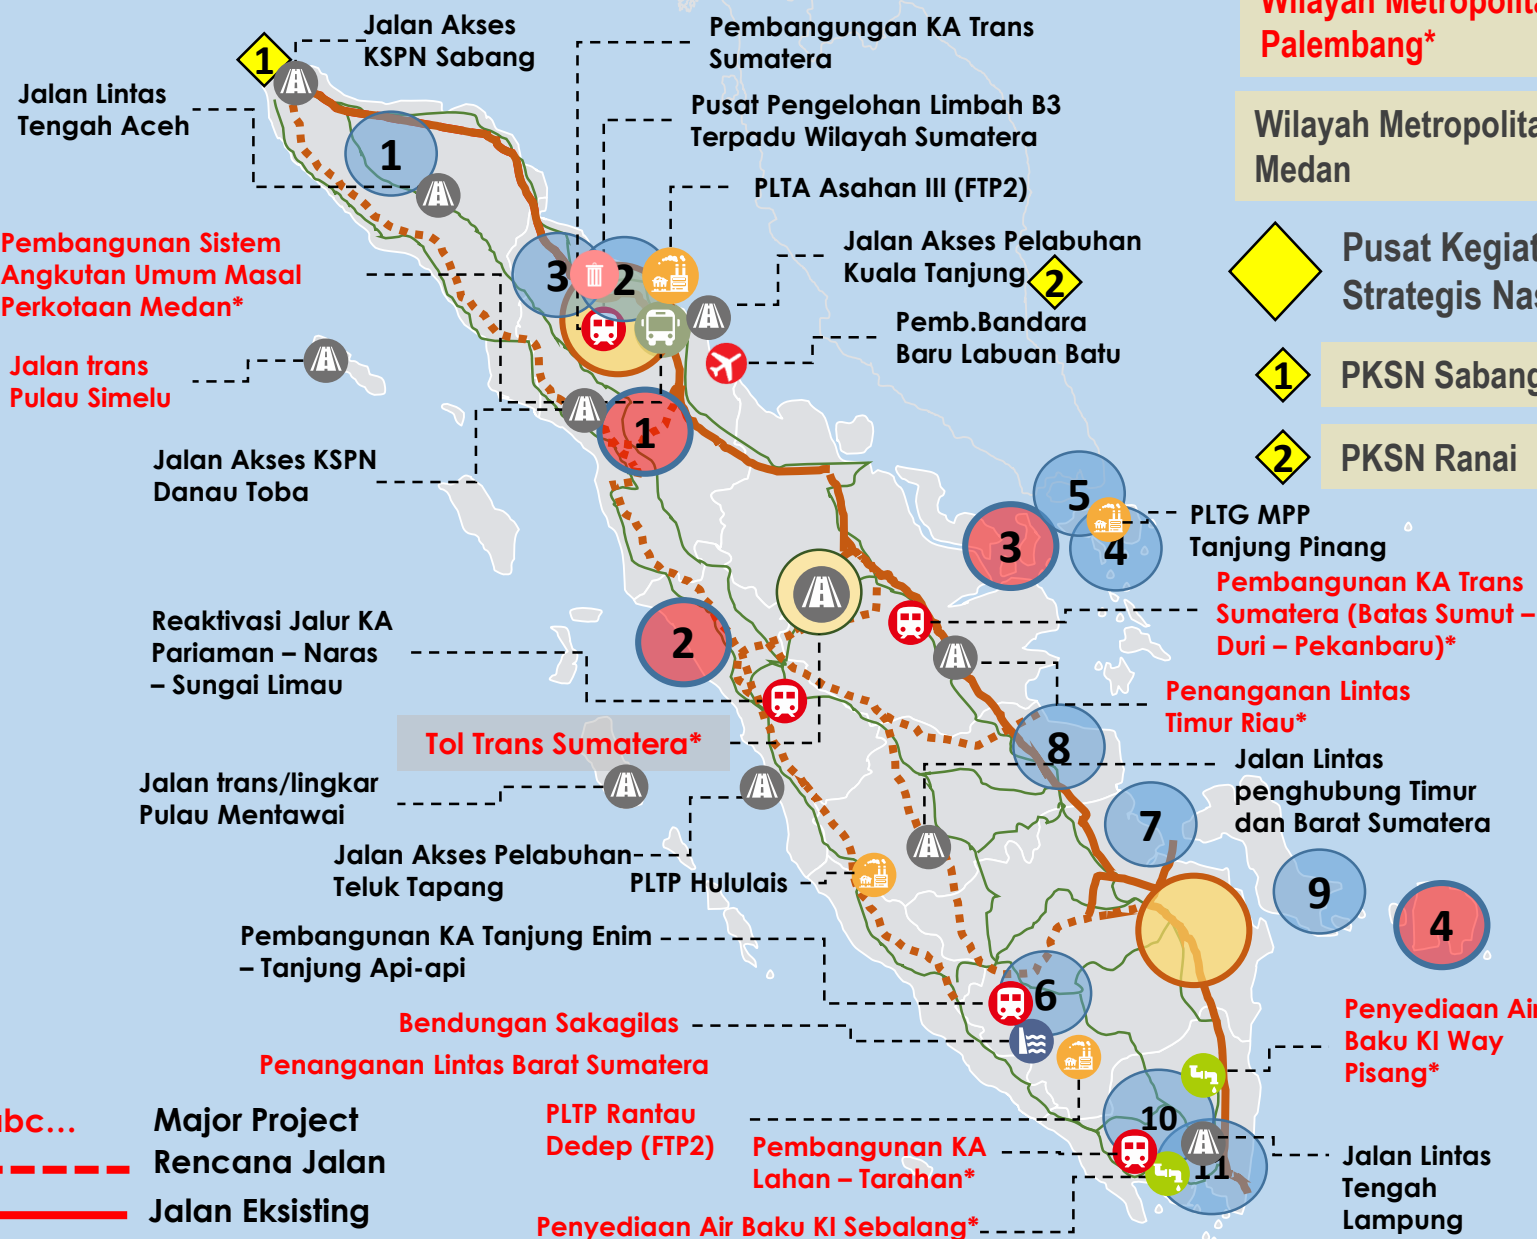 Jalan Akses
KSPN Sabang
1
Jalan Lintas
Tengah Aceh
1
Pembangungan KA Trans
Sumatera
Pusat Pengelohan Limbah B3
Terpadu Wilayah Sumatera
PLTA Asahan III (FTP2)
Pembangunan Sistem
Angkutan Umum Masal
Perkotaan Medan*
3
2
Jalan Akses Pelabuhan
Kuala Tanjung
2
Pemb.Bandara
Baru Labuan Batu
Jalan trans
Pulau Simelu
1
Jalan Akses KSPN
Danau Toba
Palembang*
Medan
1
PKSN Sabang
2
PKSN Ranai
5
3
4
PLTG MPP
Tanjung Pinang
Pembangunan KA Trans
Sumatera (Batas Sumut –
Duri – Pekanbaru)*
Reaktivasi Jalur KA
Pariaman – Naras
– Sungai Limau
2
Penanganan Lintas
Timur Riau*
Tol Trans Sumatera*
8
Jalan Lintas
penghubung Timur
dan Barat Sumatera
Jalan trans/lingkar
Pulau Mentawai
7
Jalan Akses Pelabuhan
Teluk Tapang
PLTP Hululais
9
4
Pembangunan KA Tanjung Enim
– Tanjung Api-api
6
Bendungan Sakagilas
Penanganan Lintas Barat Sumatera
Penyediaan Air
Baku KI Way
Pisang*
PLTP Rantau
Dedep (FTP2)
Pembangunan KA
Lahan – Tarahan*
10
11
Penyediaan Air Baku KI Sebalang*
Jalan Lintas
Tengah
Lampung
bc... Major Project
Rencana Jalan
Jalan Eksisting
Wilayah Metropolita
Wilayah Metropolita
Pusat Kegiat
Strategis Nas